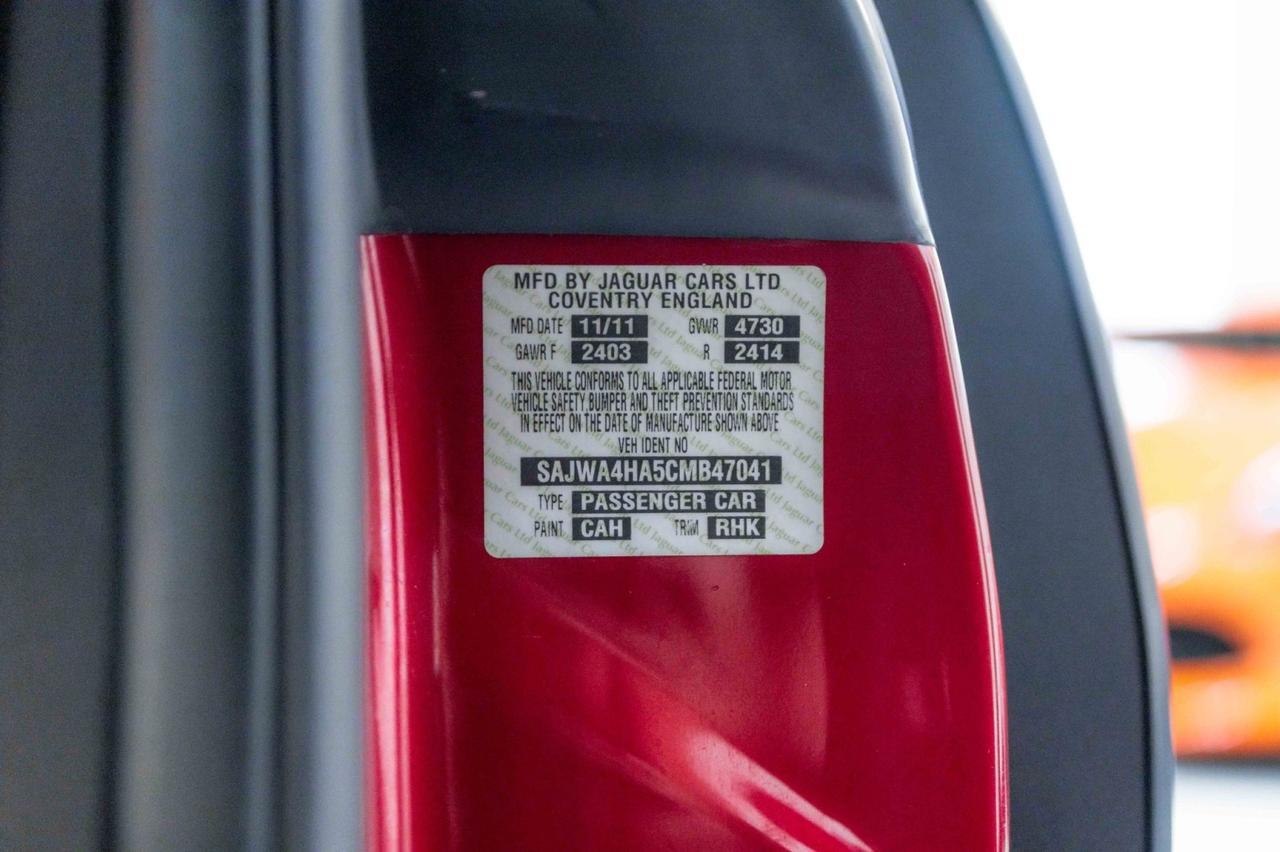 MFD BY JAGUAR CARS LTD
COVENTRY ENGLAND
MFD DATE 11/11 GVWR 4730
GAWR F 2403 R 2414
THIS VEHICLE CONFORMS TO ALL APPLICABLE FEDERAL MOTOR
VEHICLE SAFETY, BUMPER AND THEFT PREVENTION STANDARDS
IN EFFECT ON THE DATE OF MANUFACTURE SHOWN ABOVE
VEH IDENT NO
SAJWA4HA5CMB47041
TYPE PASSENGER CAR
PAINT CAH TRIM RHK